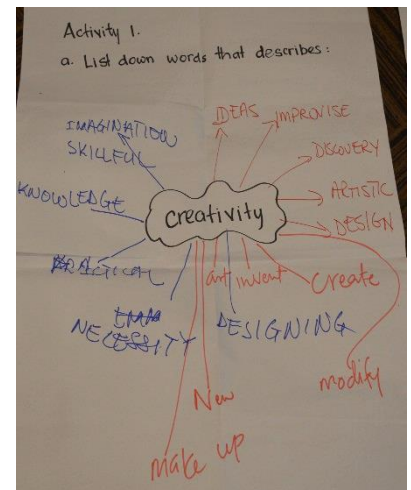 Activity 1.
a. List down words that describes:
IDEAS
IMPROVISE
IMAGINATION
SKILLFUL
DISCOVERY
KNOWLEDGE
ARTISTIC
Creativity
DESIGN
PRACTICAL
art
invent
Create
NECESSITY
DESIGNING
modify
New
make up